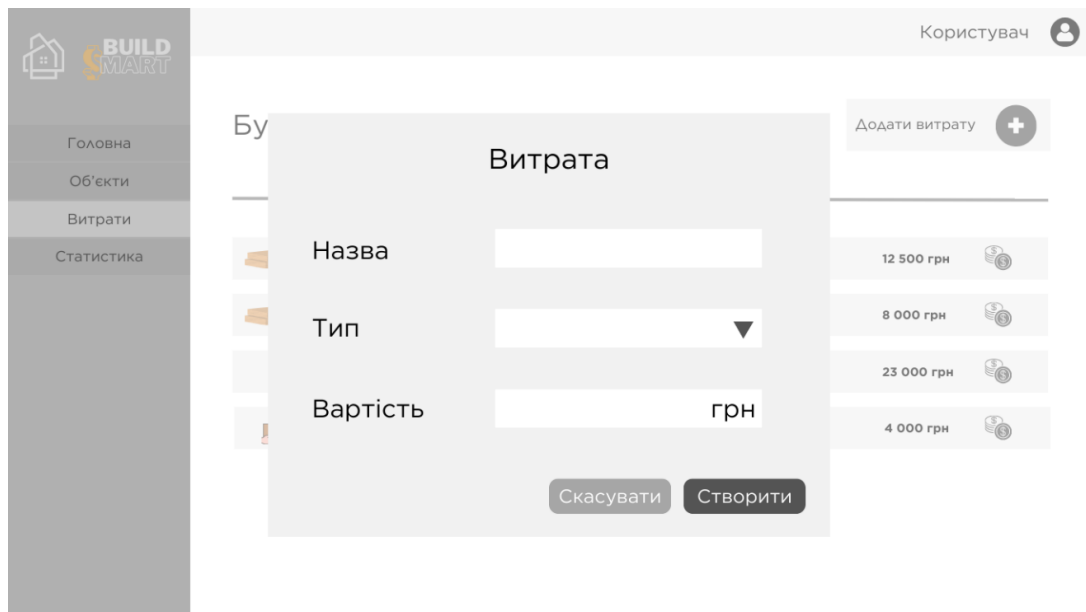 BUILD
$MART
Користувач
Головна
Об'єкти
Витрати
Статистика
Бу
Додати витрату
Витрата
Назва
Тип
Вартість
грн
Скасувати
Створити
12 500 грн
8 000 грн
23 000 грн
4 000 грн